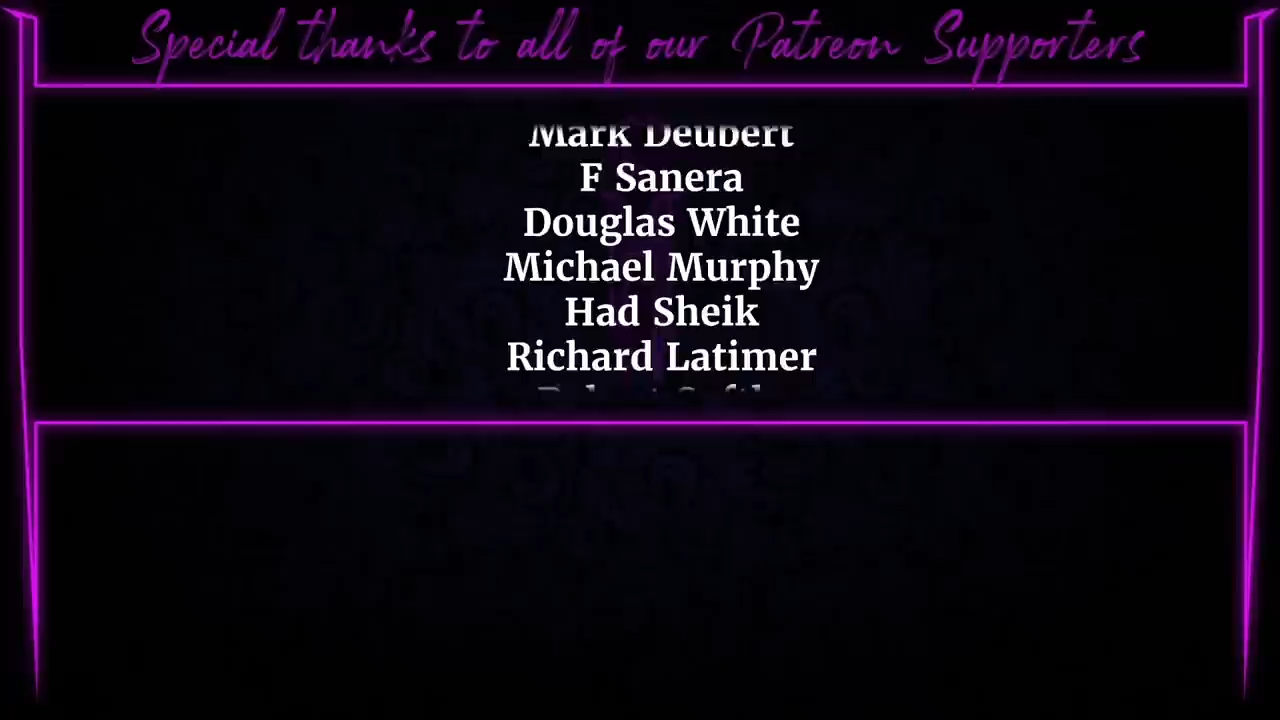 Special thanks to all of our Patreon Supporters
Mark Deubert
F Sanera
Douglas White
Michael Murphy
Had Sheik
Richard Latimer